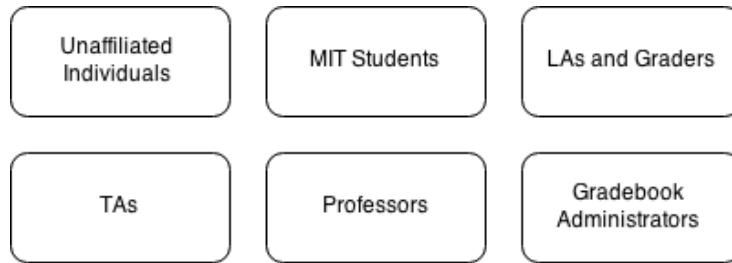 Unaffiliated
Individuals
MIT Students
LAs and Graders
TAs
Professors
Gradebook
Administrators